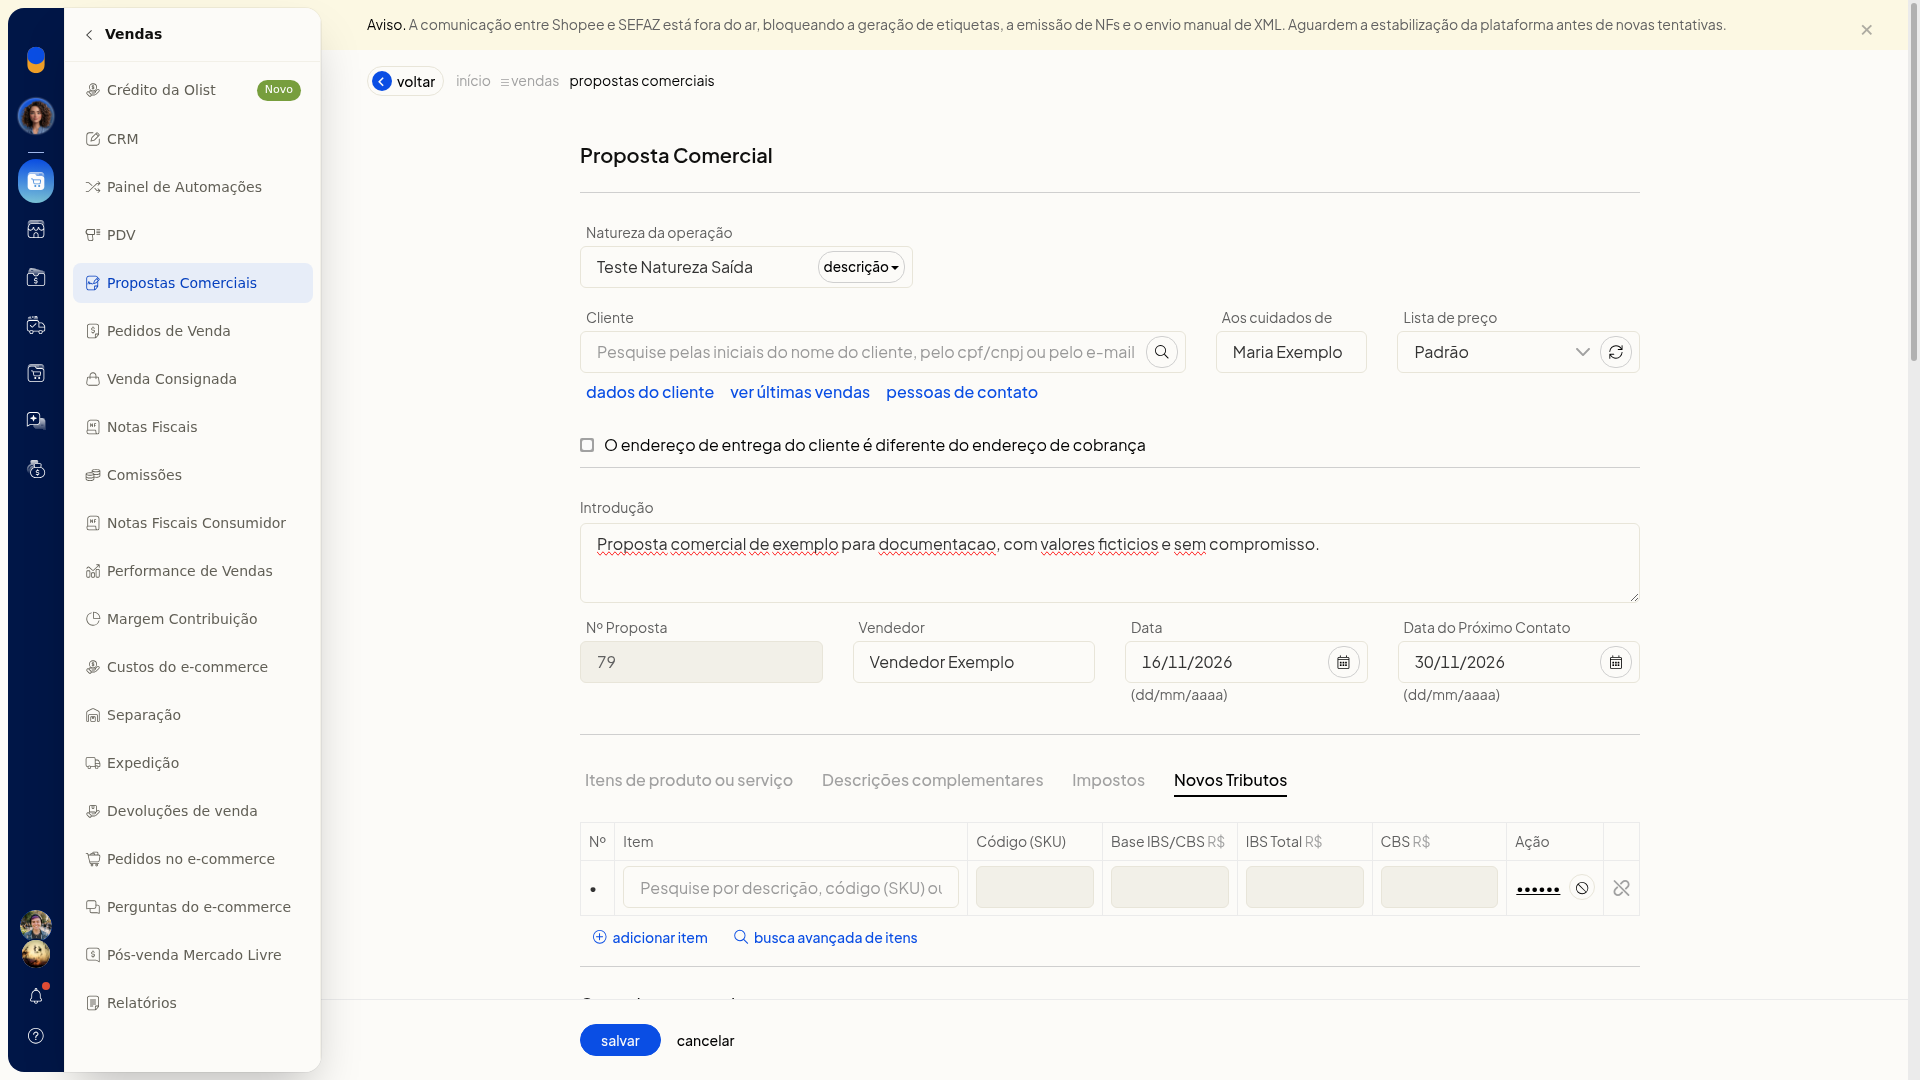 Vendas
Crédito da Olist
Novo
CRM
Painel de Automações
PDV
Propostas Comerciais
Pedidos de Venda
Venda Consignada
Notas Fiscais
Comissões
Notas Fiscais Consumidor
Performance de Vendas
Margem Contribuição
Custos do e-commerce
Separação
Expedição
Devoluções de venda
Pedidos no e-commerce
Perguntas do e-commerce
Pós-venda Mercado Livre
Relatórios
Aviso. A comunicação entre Shopee e SEFAZ está fora do ar, bloqueando a geração de etiquetas, a emissão de NFs e o envio manual de XML. Aguardem a estabilização da plataforma antes de novas tentativas.
voltar início vendas propostas comerciais
Proposta Comercial
Natureza da operação
Teste Natureza Saída descrição
Cliente Aos cuidados de Lista de preço
Pesquise pelas iniciais do nome do cliente, pelo cpf/cnpj ou pelo e-mail Maria Exemplo Padrão
dados do cliente ver últimas vendas pessoas de contato
O endereço de entrega do cliente é diferente do endereço de cobrança
Introdução
Proposta comercial de exemplo para documentacao, com valores ficticios e sem compromisso.
Nº Proposta Vendedor Data Data do Próximo Contato
79 Vendedor Exemplo 16/11/2026 30/11/2026
(dd/mm/aaaa) (dd/mm/aaaa)
Itens de produto ou serviço Descrições complementares Impostos Novos Tributos
Nº Item Código (SKU) Base IBS/CBS R$ IBS Total R$ CBS R$ Ação
Pesquise por descrição, código (SKU) ou
adicionar item busca avançada de itens
salvar cancelar